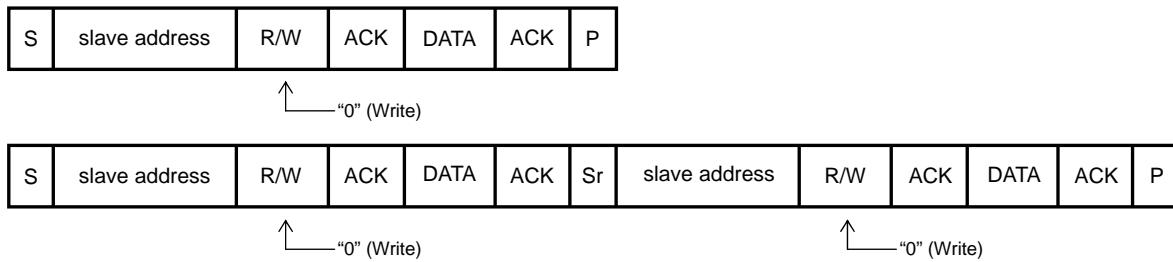 S slave address R/W ACK DATA ACK P
“0” (Write)
S slave address R/W ACK DATA ACK Sr slave address R/W ACK DATA ACK P
“0” (Write) “0” (Write)